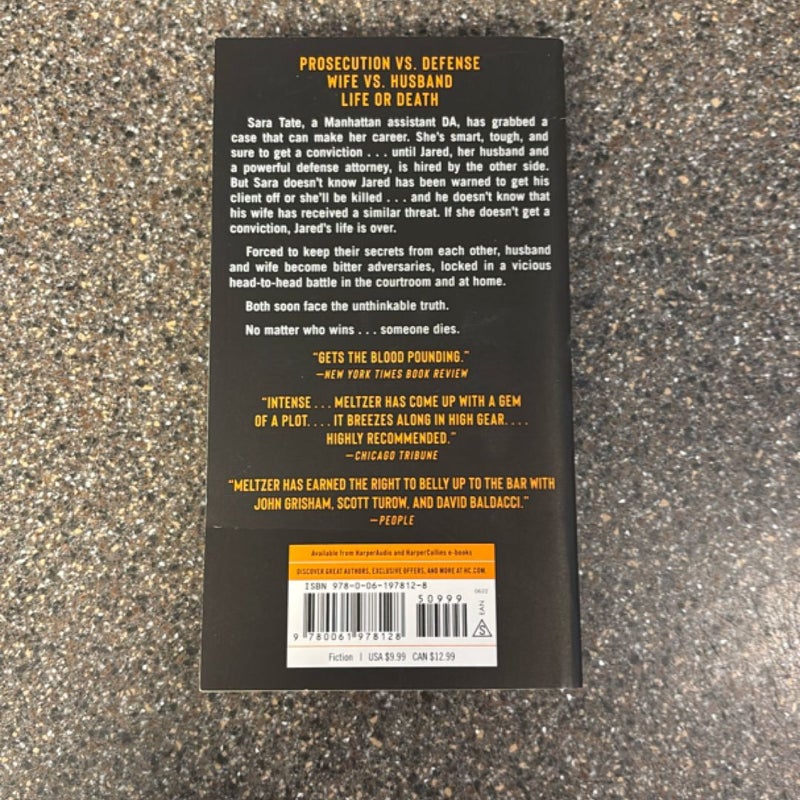 PROSECUTION VS. DEFENSE
WIFE VS. HUSBAND
LIFE OR DEATH
Sara Tate, a Manhattan assistant DA, has grabbed a
case that can make her career. She's smart, tough, and
sure to get a conviction . . . until Jared, her husband and
a powerful defense attorney, is hired by the other side.
But Sara doesn't know Jared has been warned to get his
client off or she'll be killed . . . and he doesn't know that
his wife has received a similar threat. If she doesn't get a
conviction, Jared's life is over.
Forced to keep their secrets from each other, husband
and wife become bitter adversaries, locked in a vicious
head-to-head battle in the courtroom and at home.
Both soon face the unthinkable truth.
No matter who wins . . . someone dies.
“GETS THE BLOOD POUNDING.”
—NEW YORK TIMES BOOK REVIEW
“INTENSE . . . MELTZER HAS COME UP WITH A GEM
OF A PLOT. . . . IT BREEZES ALONG IN HIGH GEAR. . . .
HIGHLY RECOMMENDED.”
—CHICAGO TRIBUNE
“MELTZER HAS EARNED THE RIGHT TO BELLY UP TO THE BAR WITH
JOHN GRISHAM, SCOTT TUROW, AND DAVID BALDACCI.”
—PEOPLE
Available from HarperAudio and HarperCollins e-books
DISCOVER GREAT AUTHORS, EXCLUSIVE OFFERS, AND MORE AT HC.COM.
ISBN 978-0-06-197812-8
50999
0622
EAN
S
9 780061 978128
Fiction | USA $9.99 CAN $12.99